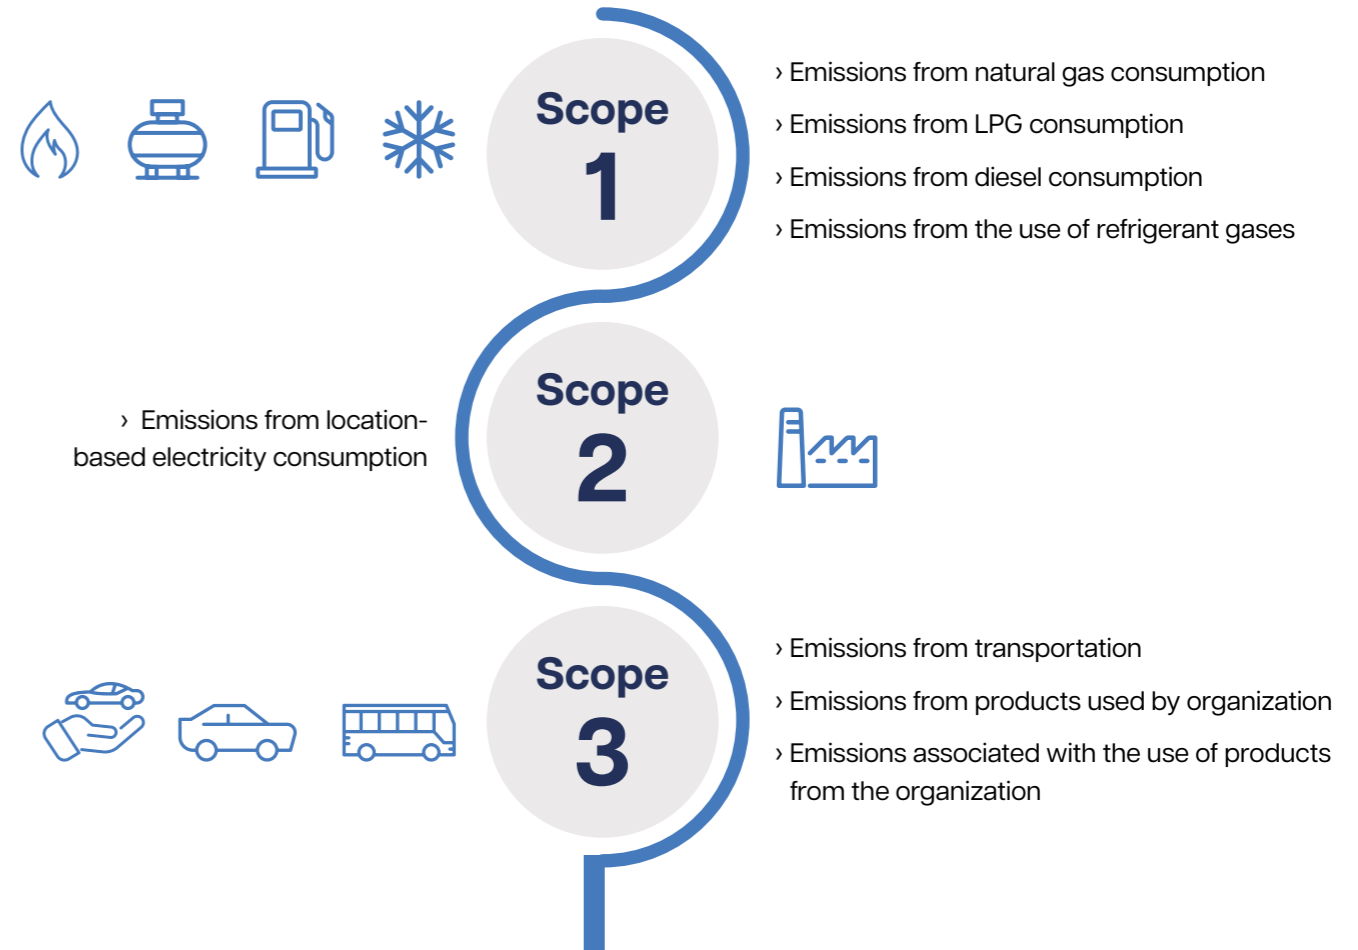 Scope
1
› Emissions from natural gas consumption
› Emissions from LPG consumption
› Emissions from diesel consumption
› Emissions from the use of refrigerant gases
Scope
2
› Emissions from location-
based electricity consumption
Scope
3
› Emissions from transportation
› Emissions from products used by organization
› Emissions associated with the use of products
from the organization